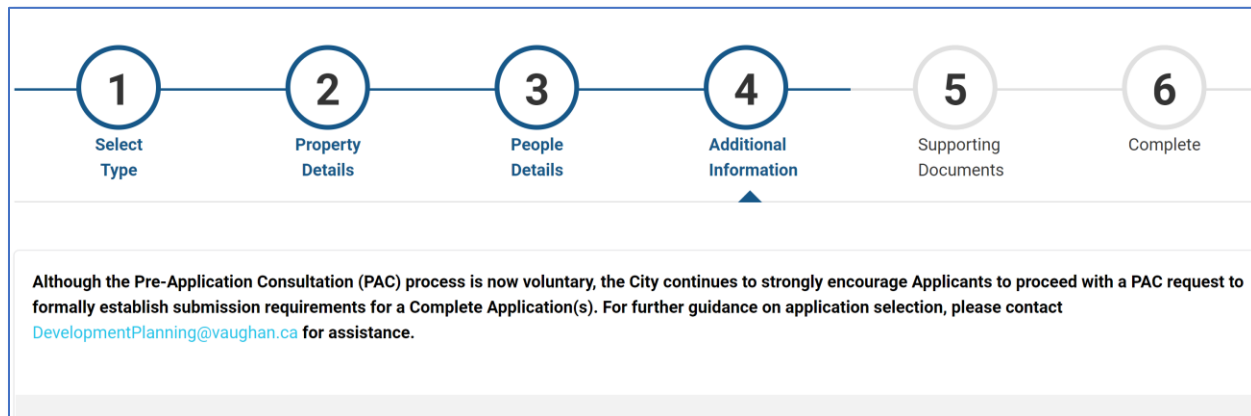 1 2 3 4 5 6
Select Property People Additional Supporting Complete
Type Details Details Information Documents
Although the Pre-Application Consultation (PAC) process is now voluntary, the City continues to strongly encourage Applicants to proceed with a PAC request to
formally establish submission requirements for a Complete Application(s). For further guidance on application selection, please contact
DevelopmentPlanning@vaughan.ca for assistance.